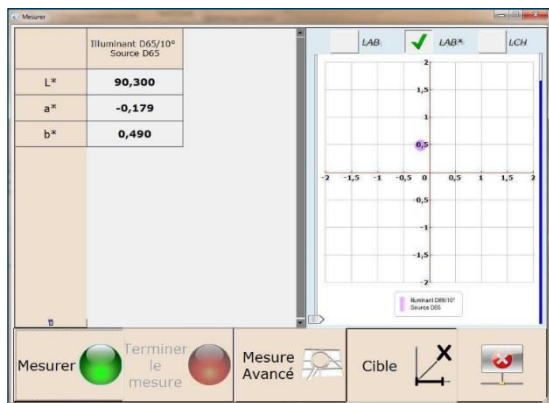 Mesurer
Illuminant D65/10°
Source D65
L* 90,300
a* -0,179
b* 0,490
LAB LAB* LCH
2
1,5
1
0,5
-2 -1,5 -1 -0,5 0 0,5 1 1,5 2
-0,5
-1
-1,5
-2
Illuminant D65/10°
Source D65
Mesurer
Terminer
le
mesure
Mesure
Avancé
Cible
X